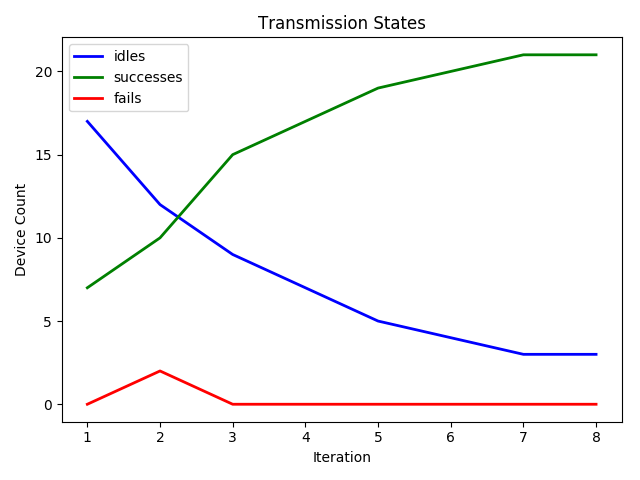 Transmission States
idles
successes
fails
Device Count
20
15
10
5
0
1 2 3 4 5 6 7 8
Iteration